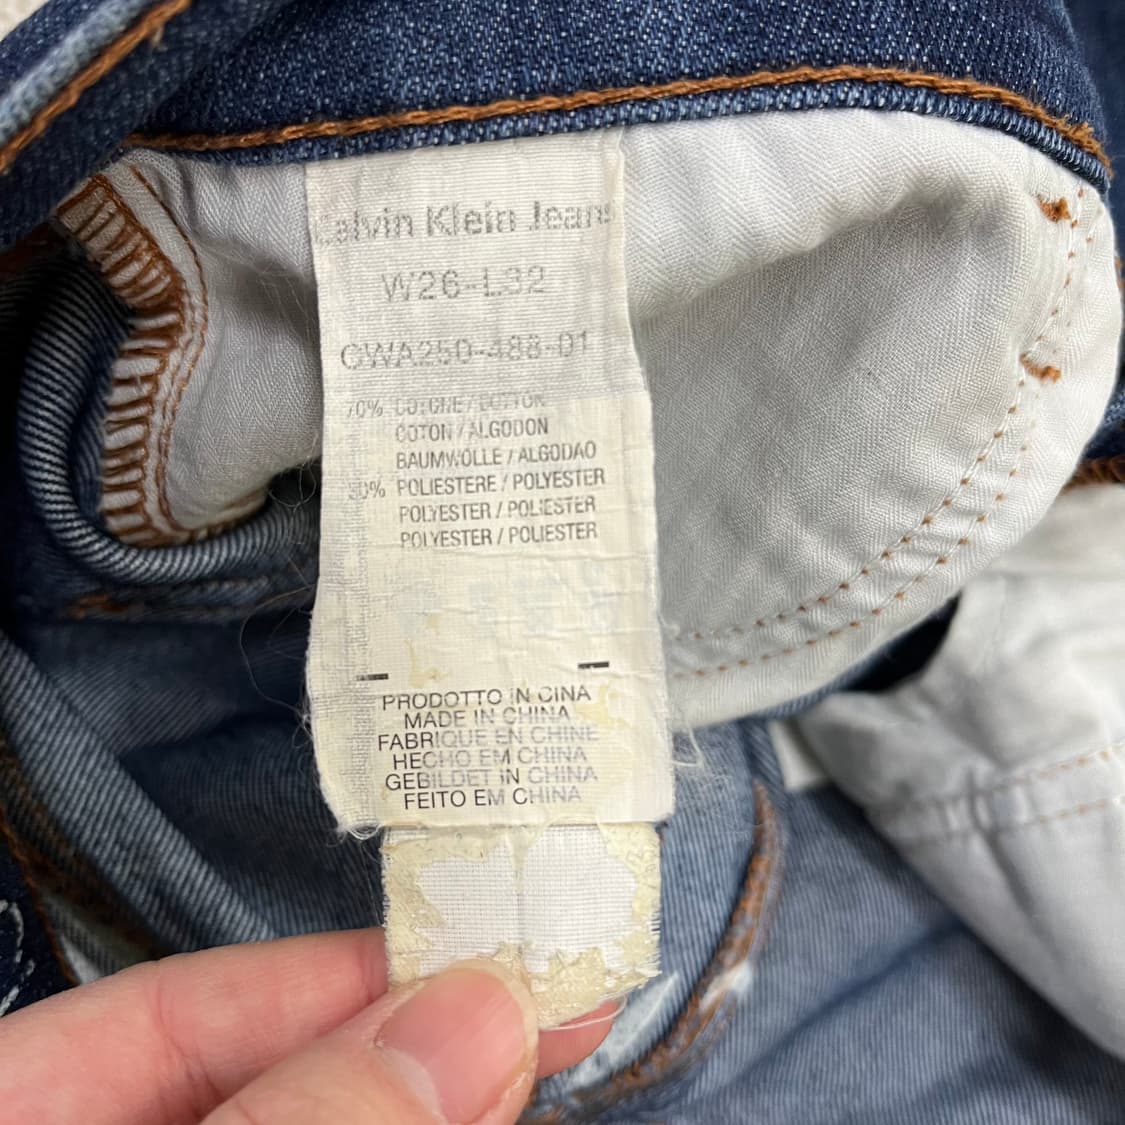 Calvin Klein Jeans
W26-L32
CWA250-488-01
70% COTONE / COTTON
COTON / ALGODON
BAUMWOLLE / ALGODAO
30% POLIESTERE / POLYESTER
POLYESTER / POLIESTER
POLYESTER / POLIESTER
PRODOTTO IN CINA
MADE IN CHINA
FABRIQUE EN CHINE
HECHO EM CHINA
GEBILDET IN CHINA
FEITO EM CHINA